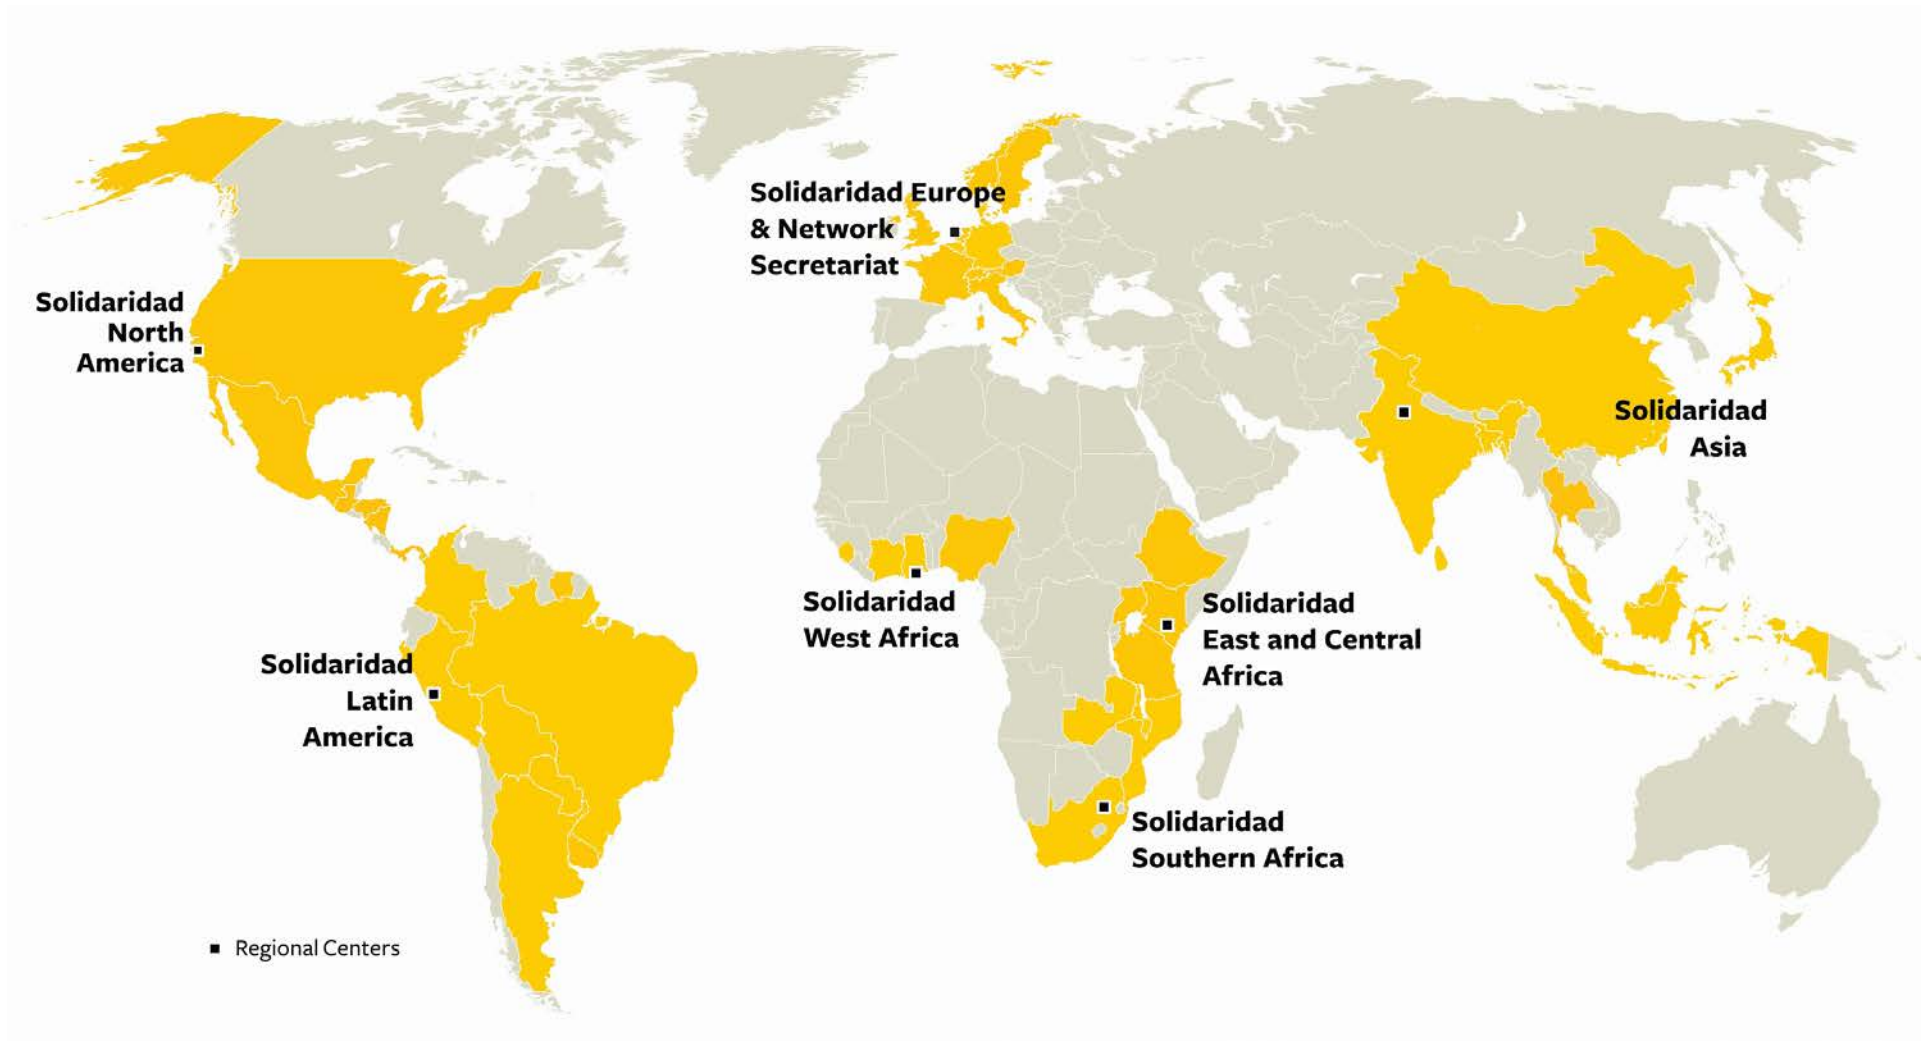 Solidaridad Europe
& Network
Secretariat
Solidaridad
North
America
Solidaridad
Asia
Solidaridad
West Africa
Solidaridad
East and Central
Africa
Solidaridad
Latin
America
Solidaridad
Southern Africa
Regional Centers